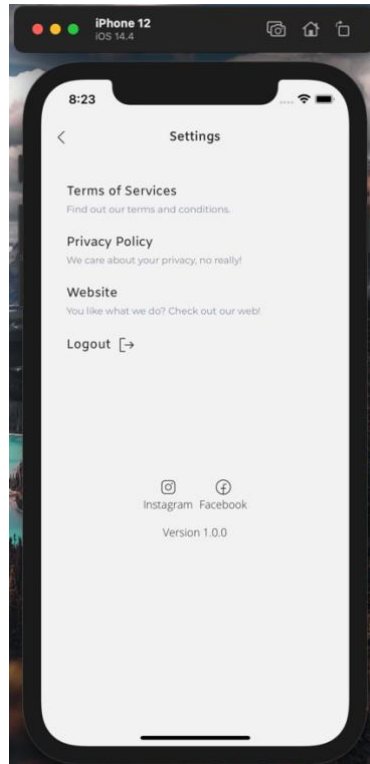 iPhone 12
iOS 14.4
8:23
Settings
Terms of Services
Find out our terms and conditions.
Privacy Policy
We care about your privacy, no really!
Website
You like what we do? Check out our web!
Logout
Instagram Facebook
Version 1.0.0